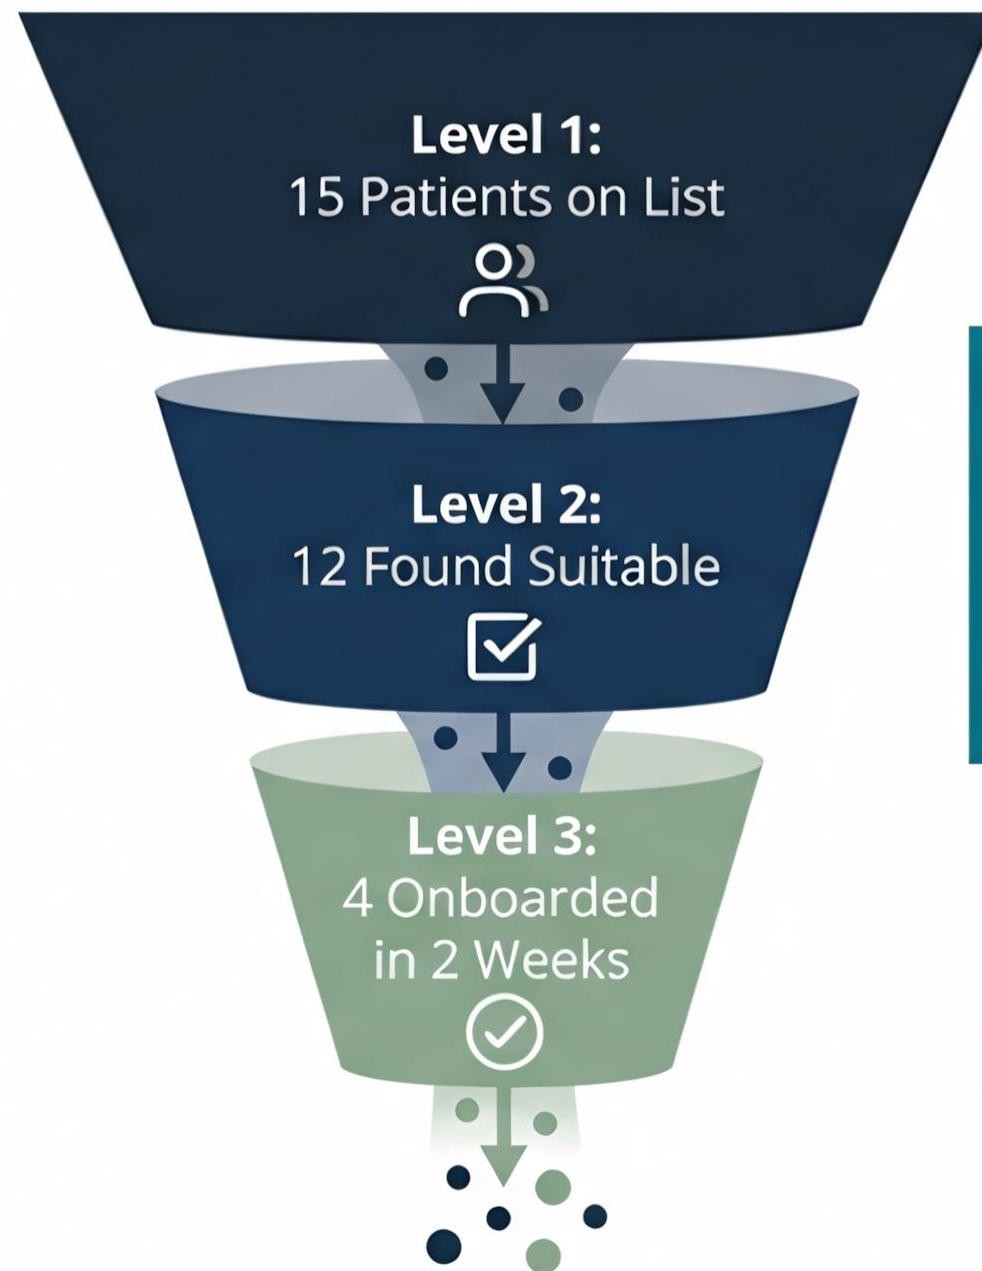 Level 1:
15 Patients on List
Level 2:
12 Found Suitable
Level 3:
4 Onboarded
in 2 Weeks